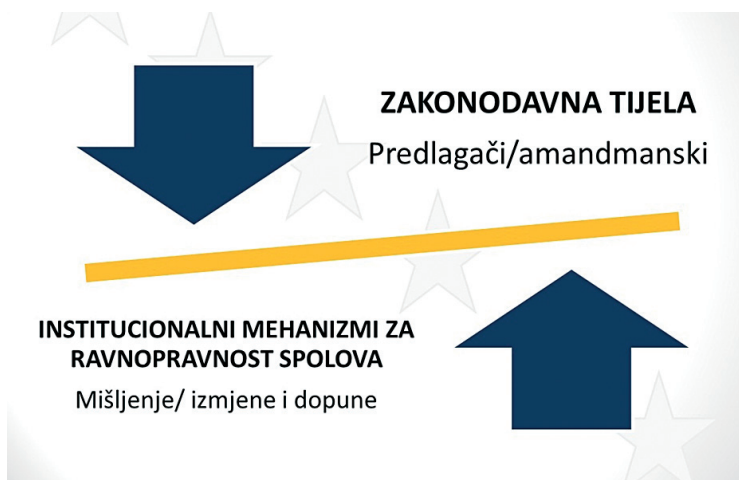 ZAKONODAVNA TIJELA
Predlagači/amandmanski
INSTITUCIONALNI MEHANIZMI ZA
RAVNOPRAVNOST SPOLOVA
Mišljenje/ izmjene i dopune